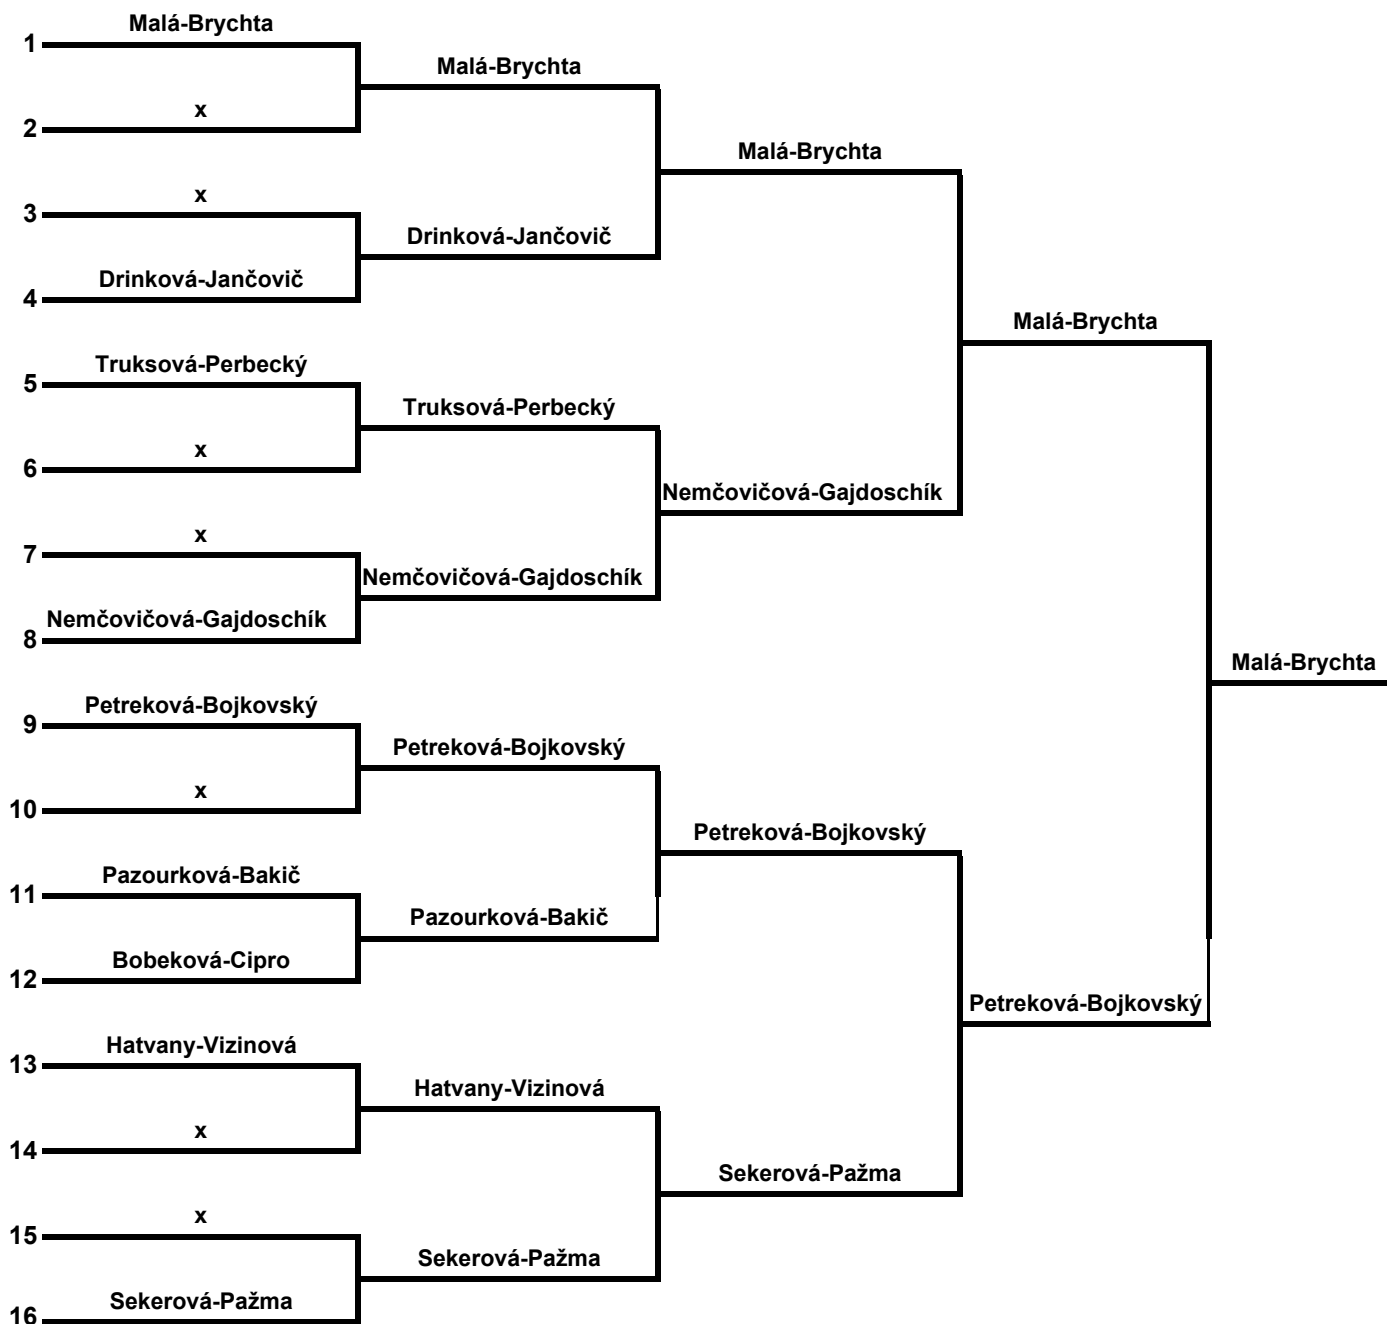 Malá-Brychta
1
Malá-Brychta
x
2
Malá-Brychta
x
3
Drinková-Jančovič
Drinková-Jančovič
4
Malá-Brychta
Truksová-Perbecký
5
Truksová-Perbecký
x
6
Nemčovičová-Gajdoschík
x
7
Nemčovičová-Gajdoschík
Nemčovičová-Gajdoschík
8
Malá-Brychta
Petreková-Bojkovský
9
Petreková-Bojkovský
x
10
Petreková-Bojkovský
Pazourková-Bakič
11
Pazourková-Bakič
Bobeková-Cipro
12
Petreková-Bojkovský
Hatvany-Vizinová
13
Hatvany-Vizinová
x
14
Sekerová-Pažma
x
15
Sekerová-Pažma
Sekerová-Pažma
16